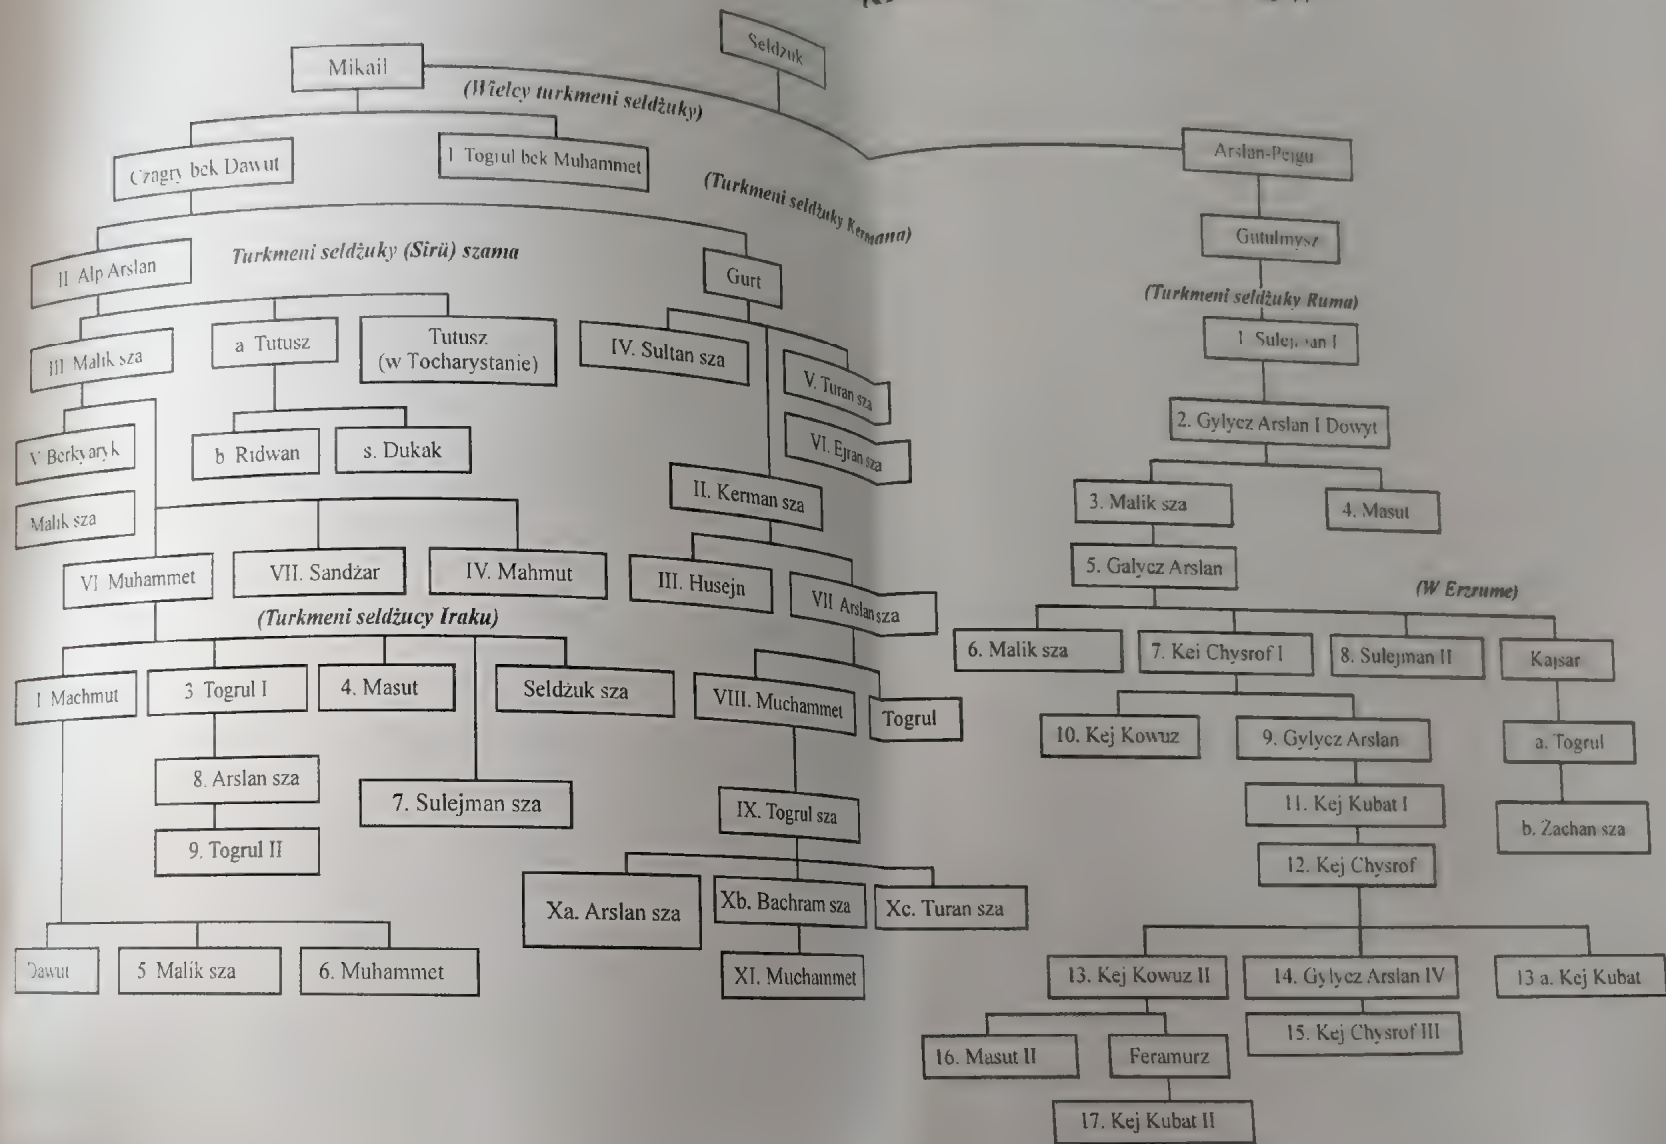 Seldżuk
Mikail
(Wielcy turkmeni seldżuky)
Czagry bek Dawut
I Togrul bek Muhammet
Arslan-Pejgu
(Turkmeni seldżuky Kermana)
Gutulmysz
II Alp Arslan
Turkmeni seldżuky (Sirü) szama
Gurt
(Turkmeni seldżuky Ruma)
III Malik sza
a Tutusz
Tutusz
(w Tocharystanie)
IV. Sultan sza
V. Turan sza
1 Sulejman I
V Berkyaryk
b Ridwan
s. Dukak
VI. Ejran sza
2. Gylycz Arslan I Dowyt
Malik sza
II. Kerman sza
3. Malik sza
4. Masut
VI Muhammet
VII. Sandżar
IV. Mahmut
III. Husejn
VII Arslan sza
5. Galycz Arslan
(W Erzrume)
(Turkmeni seldżucy Iraku)
6. Malik sza
7. Kei Chysrof I
8. Sulejman II
Kajsar
1 Machmut
3 Togrul I
4. Masut
Seldżuk sza
VIII. Muchammet
Togrul
10. Kej Kowuz
9. Gylycz Arslan
a. Togrul
8. Arslan sza
7. Sulejman sza
IX. Togrul sza
11. Kej Kubat I
b. Żachan sza
9. Togrul II
12. Kej Chysrof
Xa. Arslan sza
Xb. Bachram sza
Xc. Turan sza
Dawut
5 Malik sza
6. Muhammet
XI. Muchammet
13. Kej Kowuz II
14. Gylycz Arslan IV
13 a. Kej Kubat
15. Kej Chysrof III
16. Masut II
Feramurz
17. Kej Kubat II